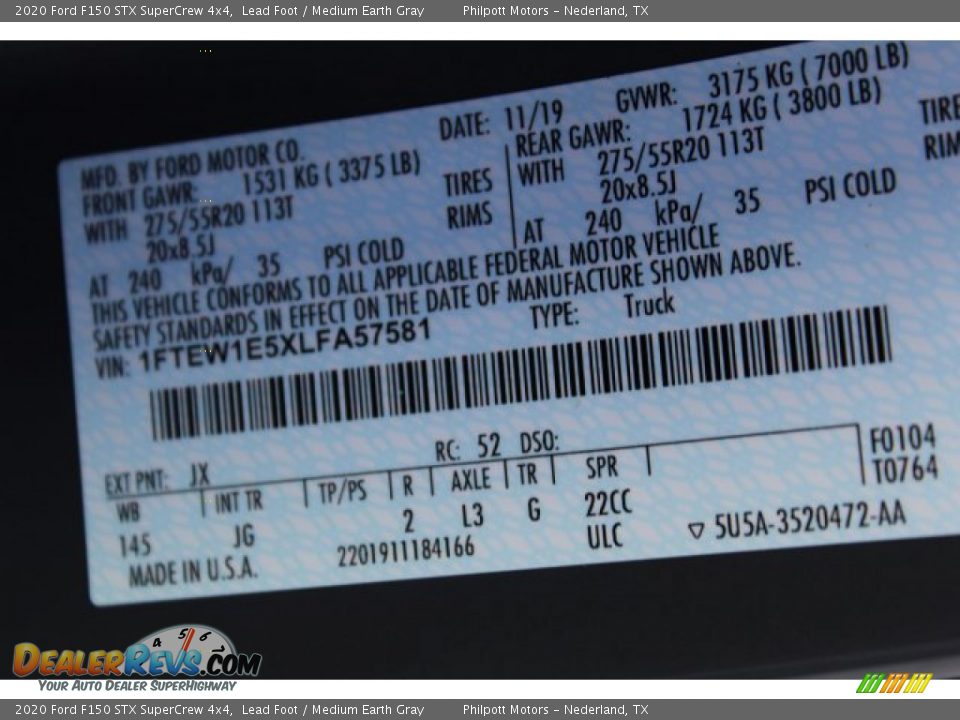 2020 Ford F150 STX SuperCrew 4x4, Lead Foot / Medium Earth Gray Philpott Motors – Nederland, TX
MFD. BY FORD MOTOR CO. DATE: 11/19 GVWR: 3175 KG ( 7000 LB)
FRONT GAWR: 1531 KG ( 3375 LB) REAR GAWR: 1724 KG ( 3800 LB)
WITH 275/55R20 113T TIRES WITH 275/55R20 113T TIRE
20x8.5J RIMS 20x8.5J RIM
AT 240 kPa/ 35 PSI COLD AT 240 kPa/ 35 PSI COLD
THIS VEHICLE CONFORMS TO ALL APPLICABLE FEDERAL MOTOR VEHICLE
SAFETY STANDARDS IN EFFECT ON THE DATE OF MANUFACTURE SHOWN ABOVE.
VIN: 1FTEW1E5XLFA57581 TYPE: Truck
EXT PNT: JX RC: 52 DSO: F0104
WB INT TR TP/PS R AXLE TR SPR T0764
145 JG 2 L3 G 22CC
ULC ▽ 5U5A-3520472-AA
MADE IN U.S.A. 2201911184166
4 5 6
DEALERREVS.COM
YOUR AUTO DEALER SUPERHIGHWAY
2020 Ford F150 STX SuperCrew 4x4, Lead Foot / Medium Earth Gray Philpott Motors – Nederland, TX